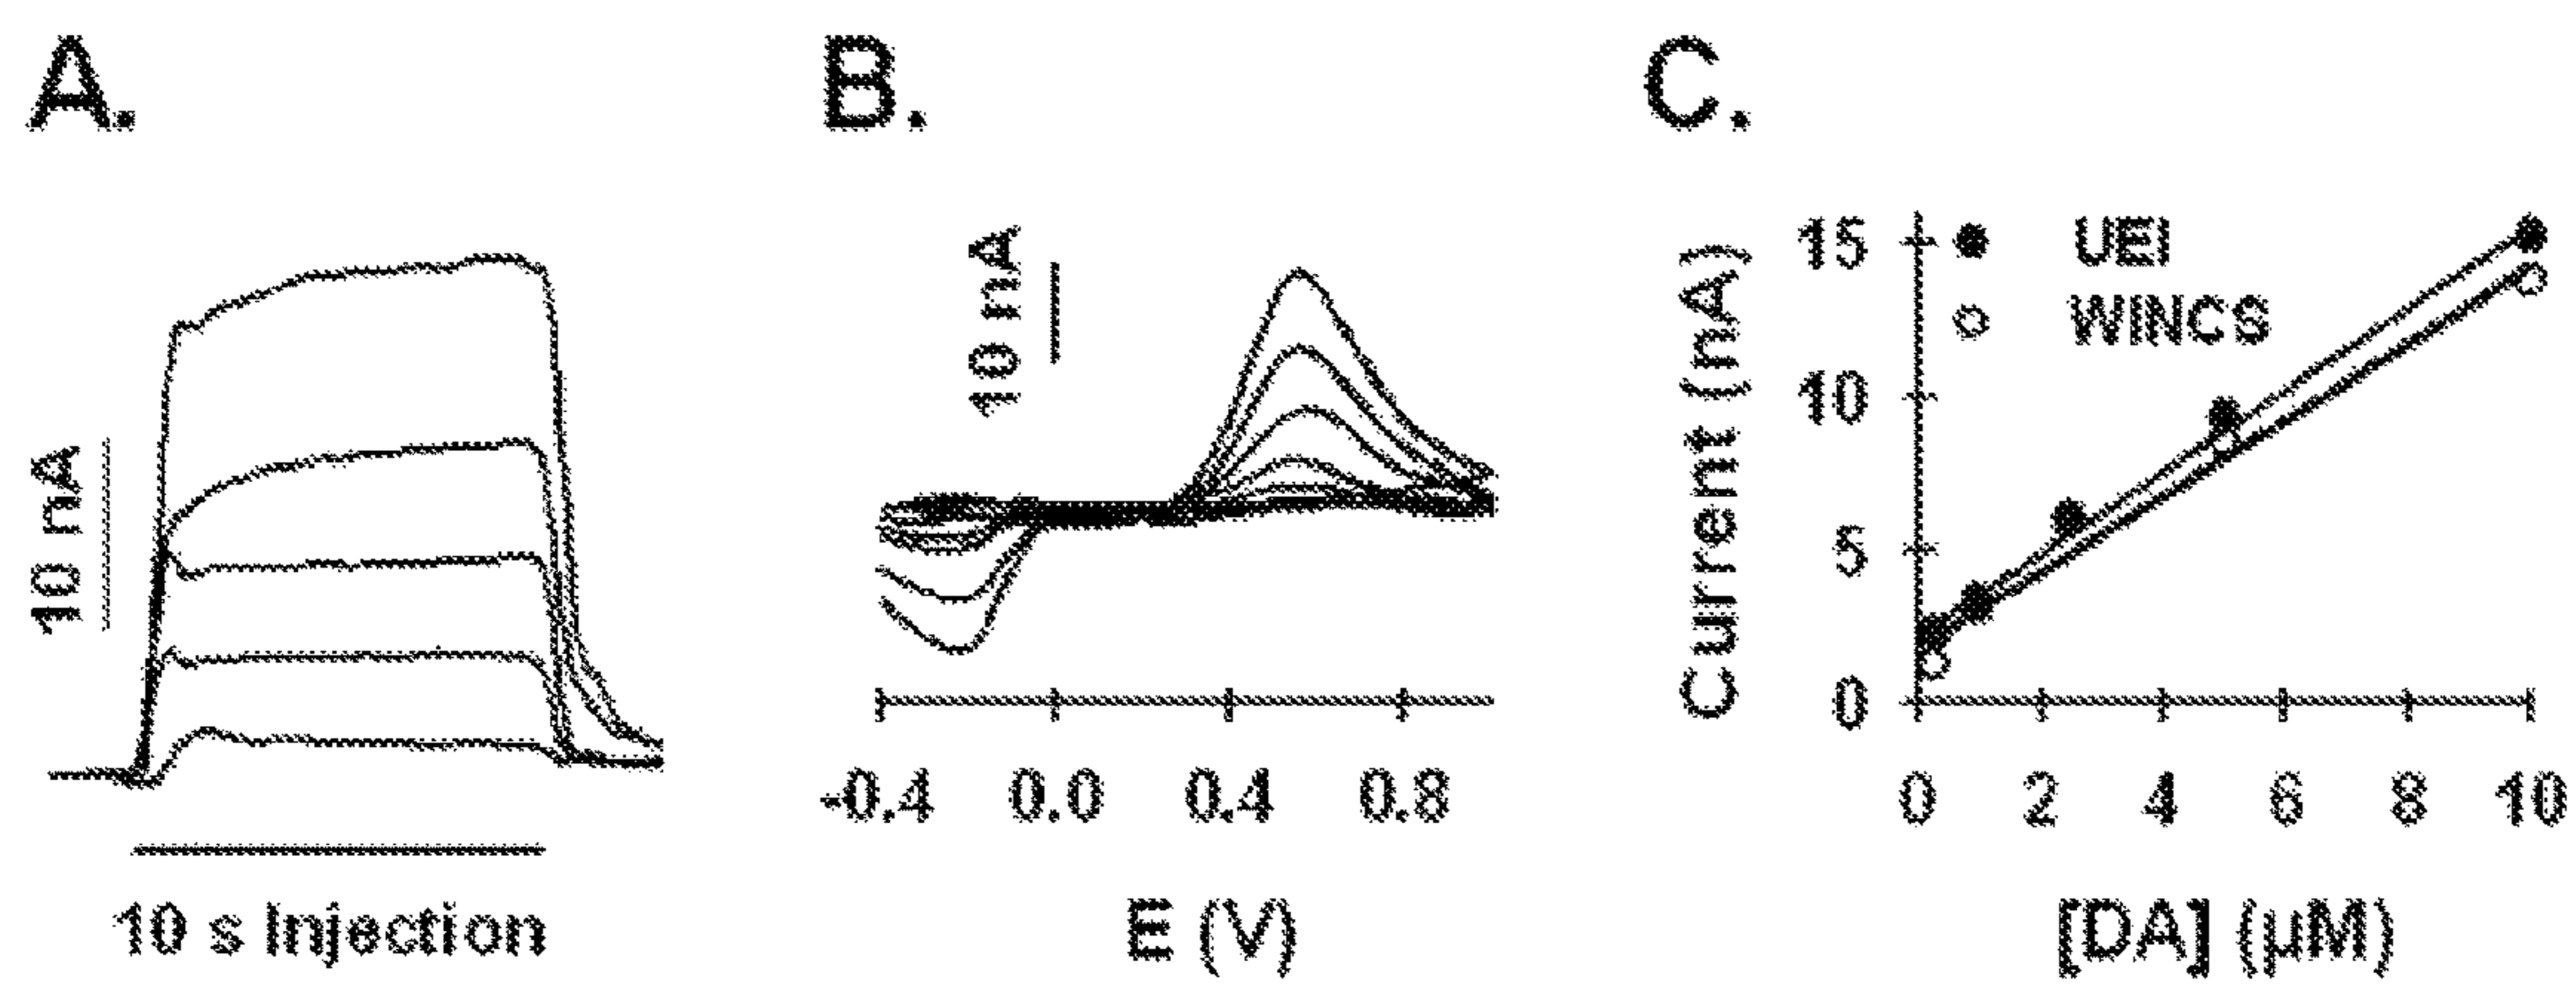 A.
10 nA
10 s Injection
B.
10 nA
-0.4 0.0 0.4 0.8
E (V)
C.
Current (nA)
15
10
5
0
UEI
WINCS
0 2 4 6 8 10
[DA] (µM)